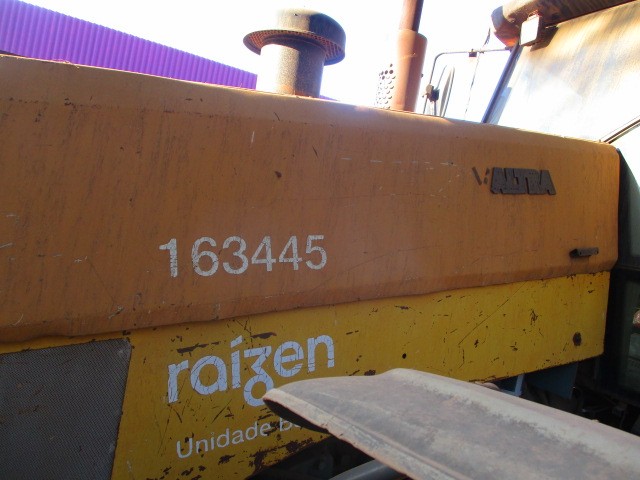 VALTRA
163445
raízen
Unidade